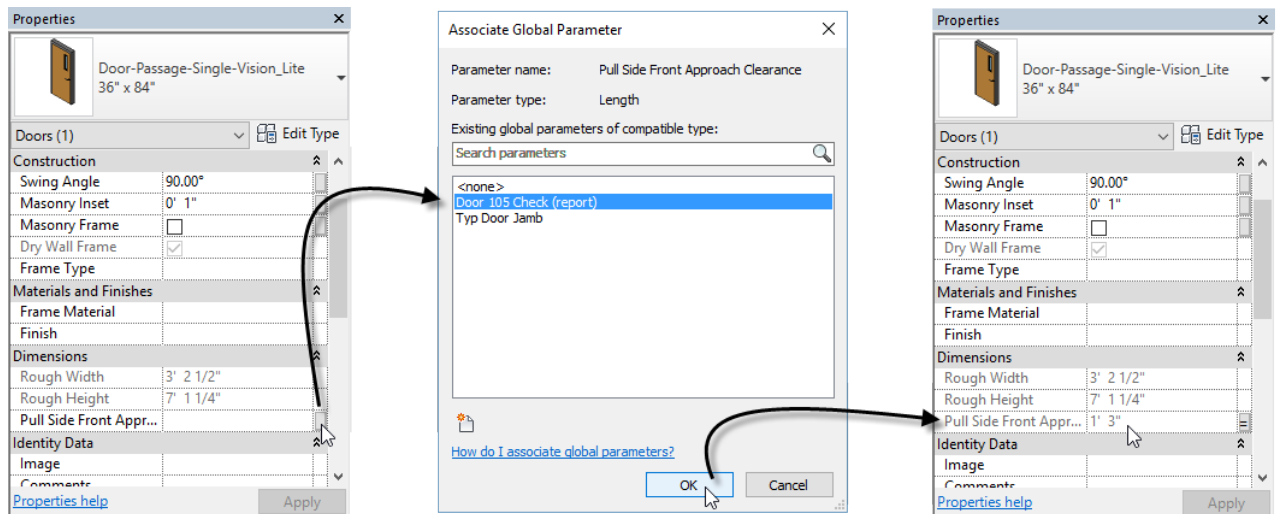 Properties
Door-Passage-Single-Vision_Lite
36" x 84"
Doors (1) Edit Type
Construction
Swing Angle 90.00°
Masonry Inset 0' 1"
Masonry Frame
Dry Wall Frame
Frame Type
Materials and Finishes
Frame Material
Finish
Dimensions
Rough Width 3' 2 1/2"
Rough Height 7' 1 1/4"
Pull Side Front Appr...
Identity Data
Image
Comments
Properties help Apply
Associate Global Parameter
Parameter name: Pull Side Front Approach Clearance
Parameter type: Length
Existing global parameters of compatible type:
Search parameters
<none>
Door 105 Check (report)
Typ Door Jamb
How do I associate global parameters?
OK Cancel
Properties
Door-Passage-Single-Vision_Lite
36" x 84"
Doors (1) Edit Type
Construction
Swing Angle 90.00°
Masonry Inset 0' 1"
Masonry Frame
Dry Wall Frame
Frame Type
Materials and Finishes
Frame Material
Finish
Dimensions
Rough Width 3' 2 1/2"
Rough Height 7' 1 1/4"
Pull Side Front Appr... 1' 3" =
Identity Data
Image
Comments
Properties help Apply